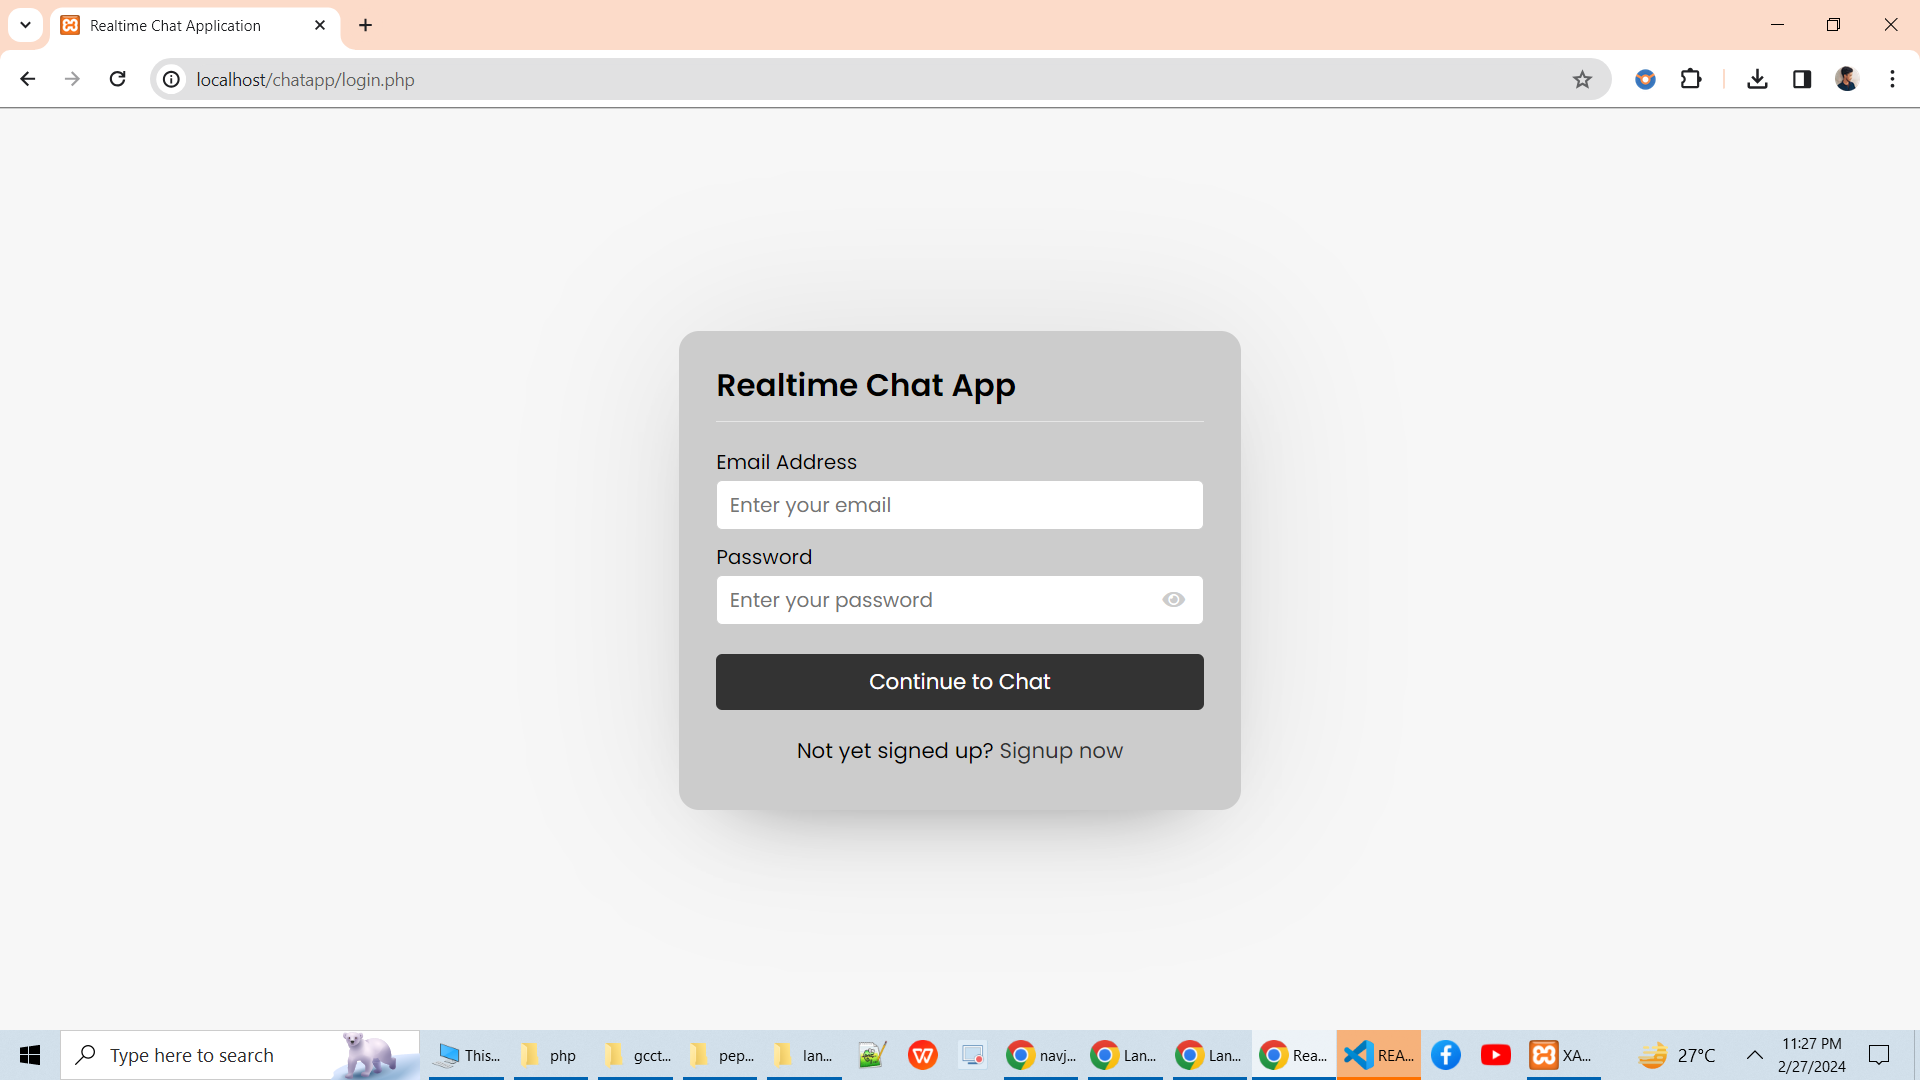 Realtime Chat Application
localhost/chatapp/login.php
Realtime Chat App
Email Address
Enter your email
Password
Enter your password
Continue to Chat
Not yet signed up? Signup now
Type here to search
This...
php
gcct...
pep...
lan...
navj...
Lan...
Lan...
Rea...
REA...
XA...
27°C
11:27 PM
2/27/2024